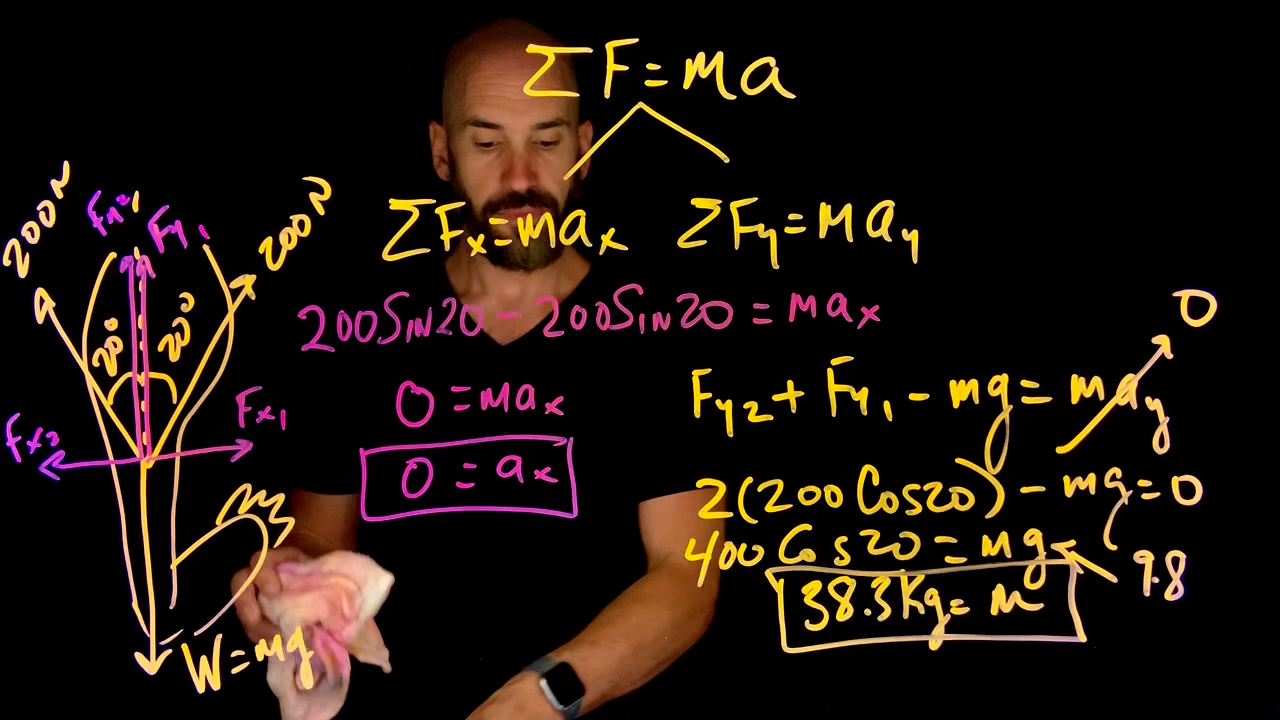 ΣF=ma
ΣFx=max
ΣFy=May
200N
200N
Fy1
20°
20°
Fx2
Fx1
W=mg
200SIN20 - 200SIN20 = max
0=max
0=ax
0
Fy2+Fy1-mg=may
2(200Cos20)-mg=0
400Cos20=mg
9.8
38.3Kg=m